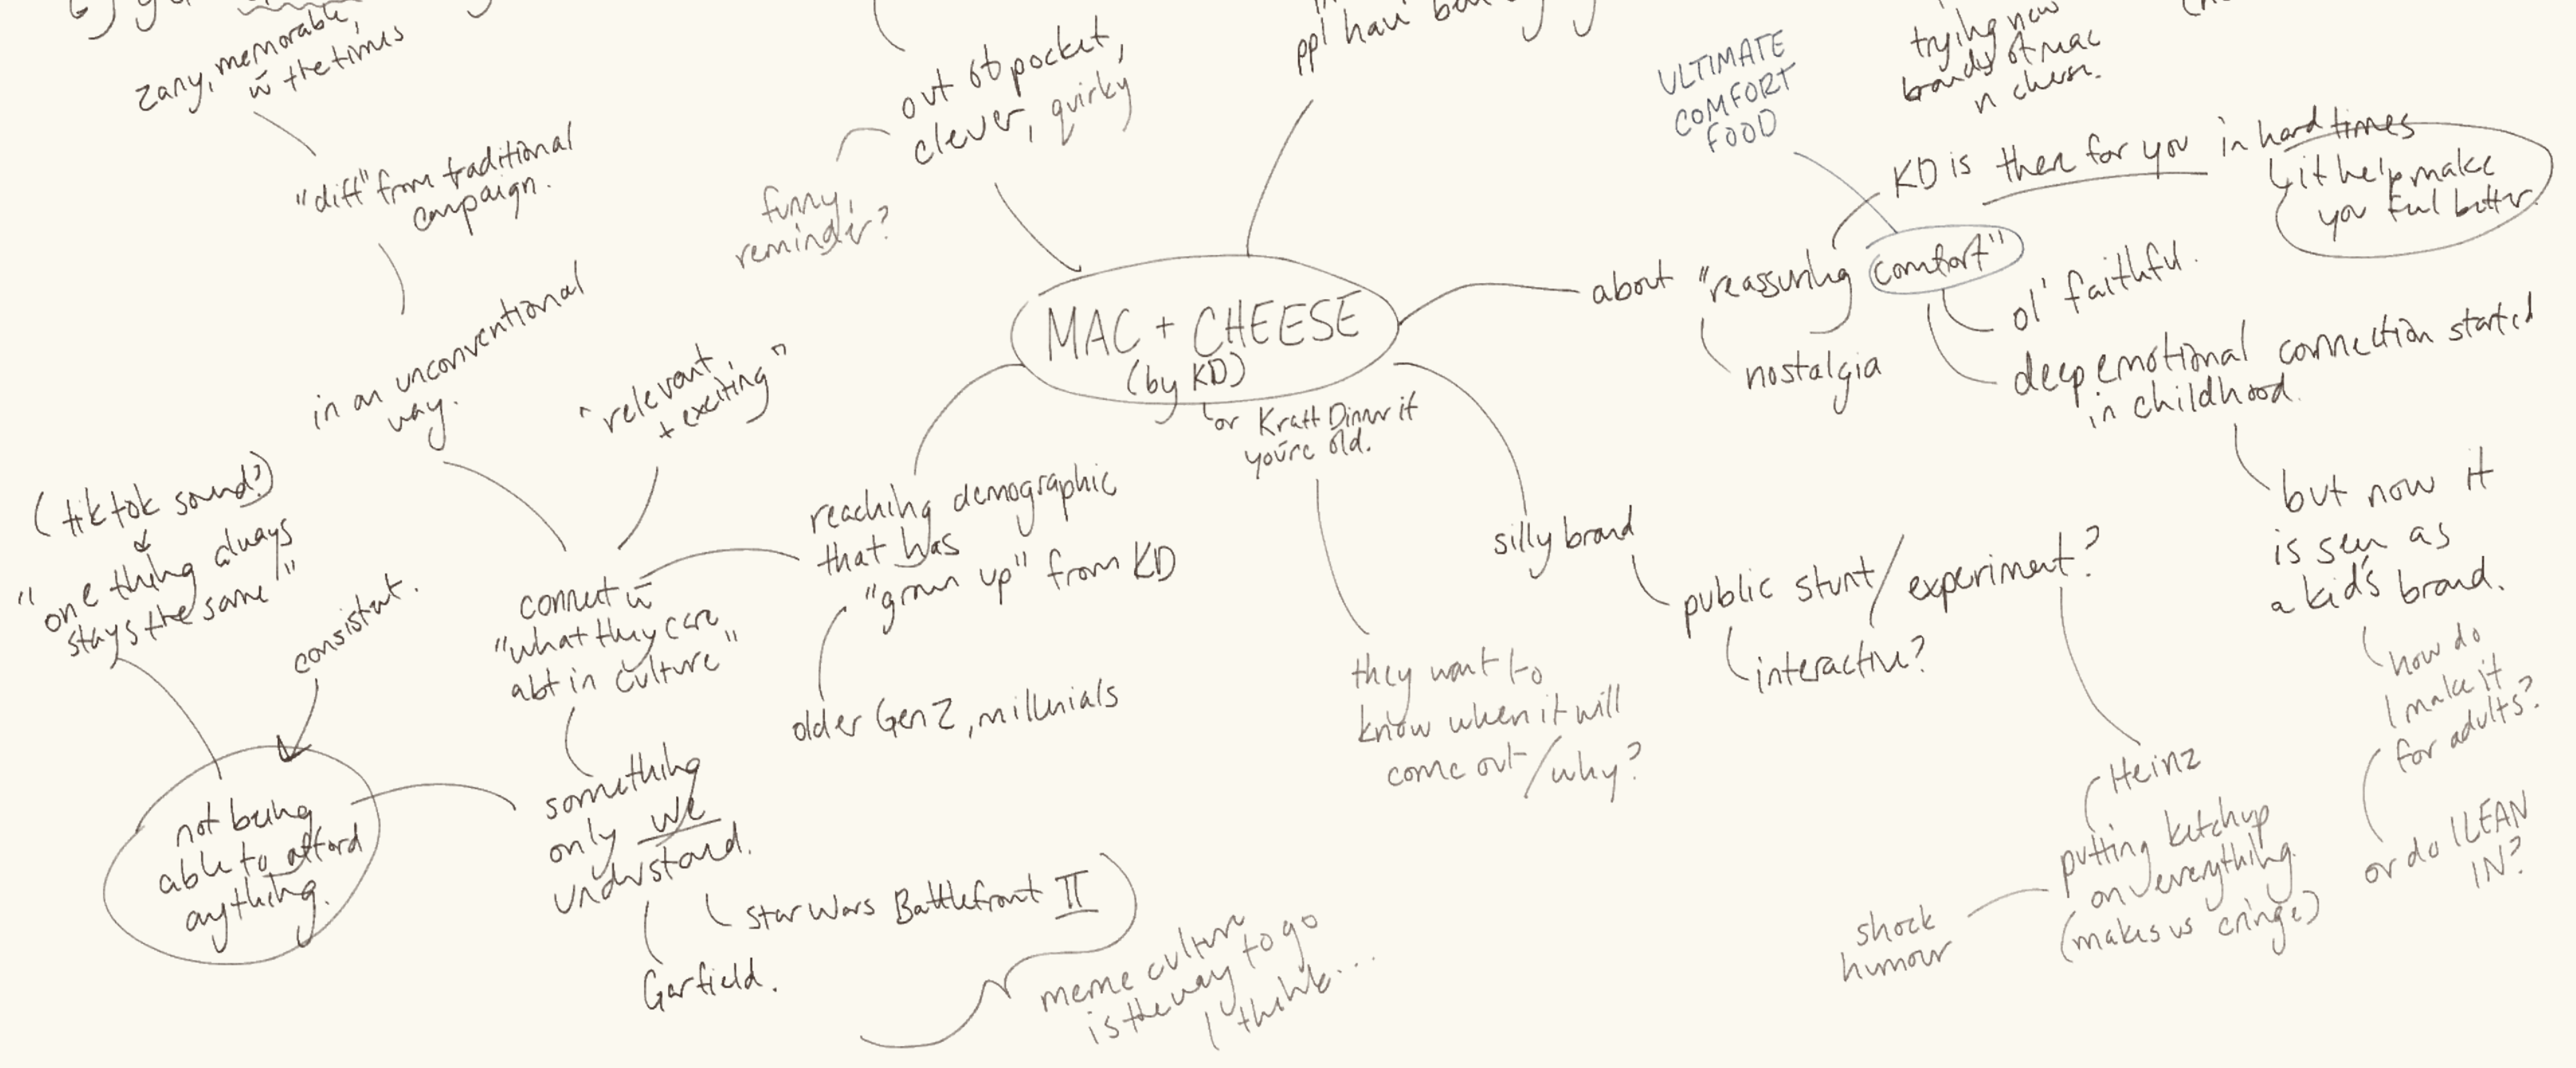 zany, memorable,
w̄ the times
"diff" from traditional
campaign.
in an unconventional
way.
"relevant
+ exciting"
out of pocket,
clever, quirky
funny,
reminder?
ppl have
ULTIMATE
COMFORT
FOOD
trying new
brands of mac
n cheese.
KD is there for you in hard times
it help make
you feel better.
MAC + CHEESE
(by KD)
or Kraft Dinner if
you're old.
about "reassuring comfort"
ol' faithful.
nostalgia
deep emotional connection started
in childhood.
but now it
is seen as
a kid's brand.
how do
I make it
for adults?
or do I LEAN
IN?
(tiktok sound?)
"one thing always
stays the same"
consistent.
not being
able to afford
anything.
connect w̄
"what they care
abt in culture"
something
only we
understand.
Star Wars Battlefront II
Garfield.
meme culture
is the way to go
I think...
reaching demographic
that has
"grown up" from KD
older Gen Z, millenials
they want to
know when it will
come out/why?
silly brand
public stunt/experiment?
interactive?
Heinz
putting ketchup
on everything
(makes us cringe)
shock
humour